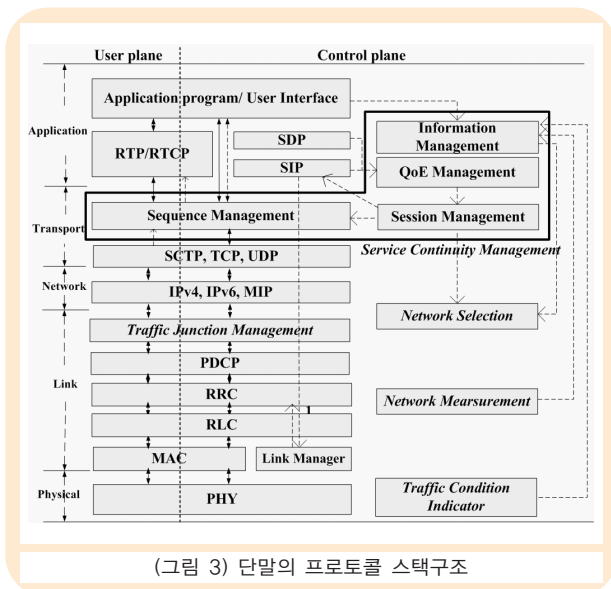 User plane
Control plane
Application program/ User Interface
Application
RTP/RTCP
SDP
SIP
Information
Management
QoE Management
Transport
Sequence Management
Session Management
SCTP, TCP, UDP
Service Continuity Management
Network
IPv4, IPv6, MIP
Traffic Junction Management
Network Selection
PDCP
Link
RRC
1
Network Mearsurement
RLC
MAC
Link Manager
Physical
PHY
Traffic Condition
Indicator
(그림 3) 단말의 프로토콜 스택구조